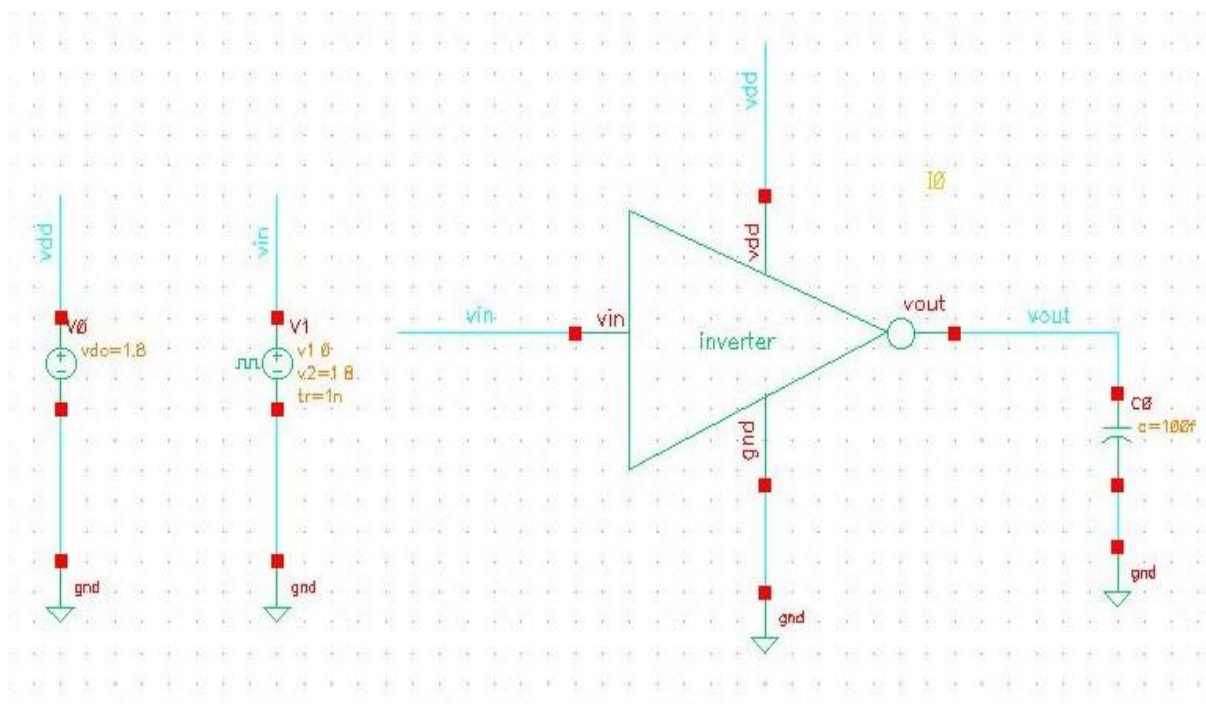 vdd
I0
vdd
vin
vdd
V0
vdc=1.8
V1
v1 0
v2=1.8
tr=1n
vin
vin
inverter
vout
vout
gnd
C0
c=100f
gnd
gnd
gnd
gnd